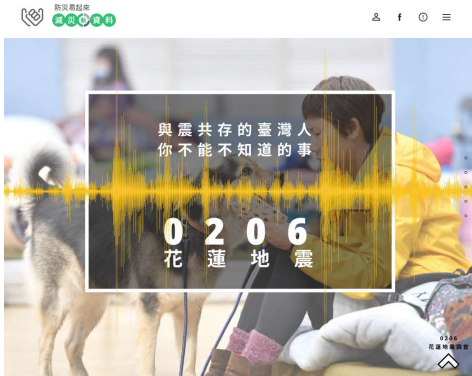 防災易起來
減災動資料
與震共存的臺灣人
你不能不知道的事
0206
花蓮地震
0206
花蓮地震調查